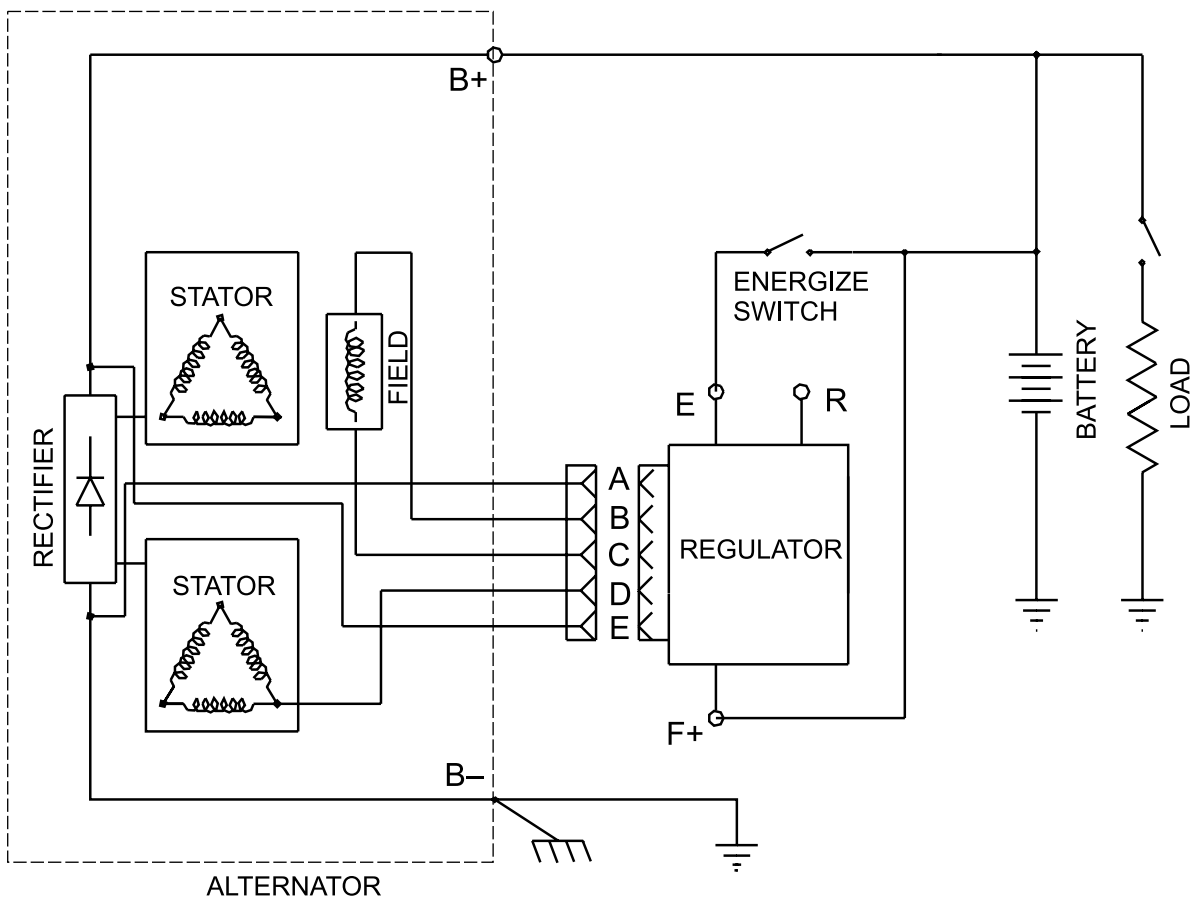 B+
STATOR
FIELD
ENERGIZE
SWITCH
E
R
BATTERY
LOAD
RECTIFIER
A
B
C
D
E
REGULATOR
STATOR
F+
B–
ALTERNATOR